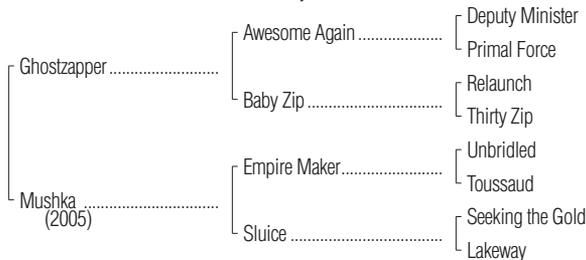 Deputy Minister
Awesome Again ....................
Primal Force
Ghostzapper ..........................
Relaunch
Baby Zip ................................
Thirty Zip
Unbridled
Empire Maker........................
Toussaud
Mushka ................................
(2005)
Seeking the Gold
Sluice ....................................
Lakeway